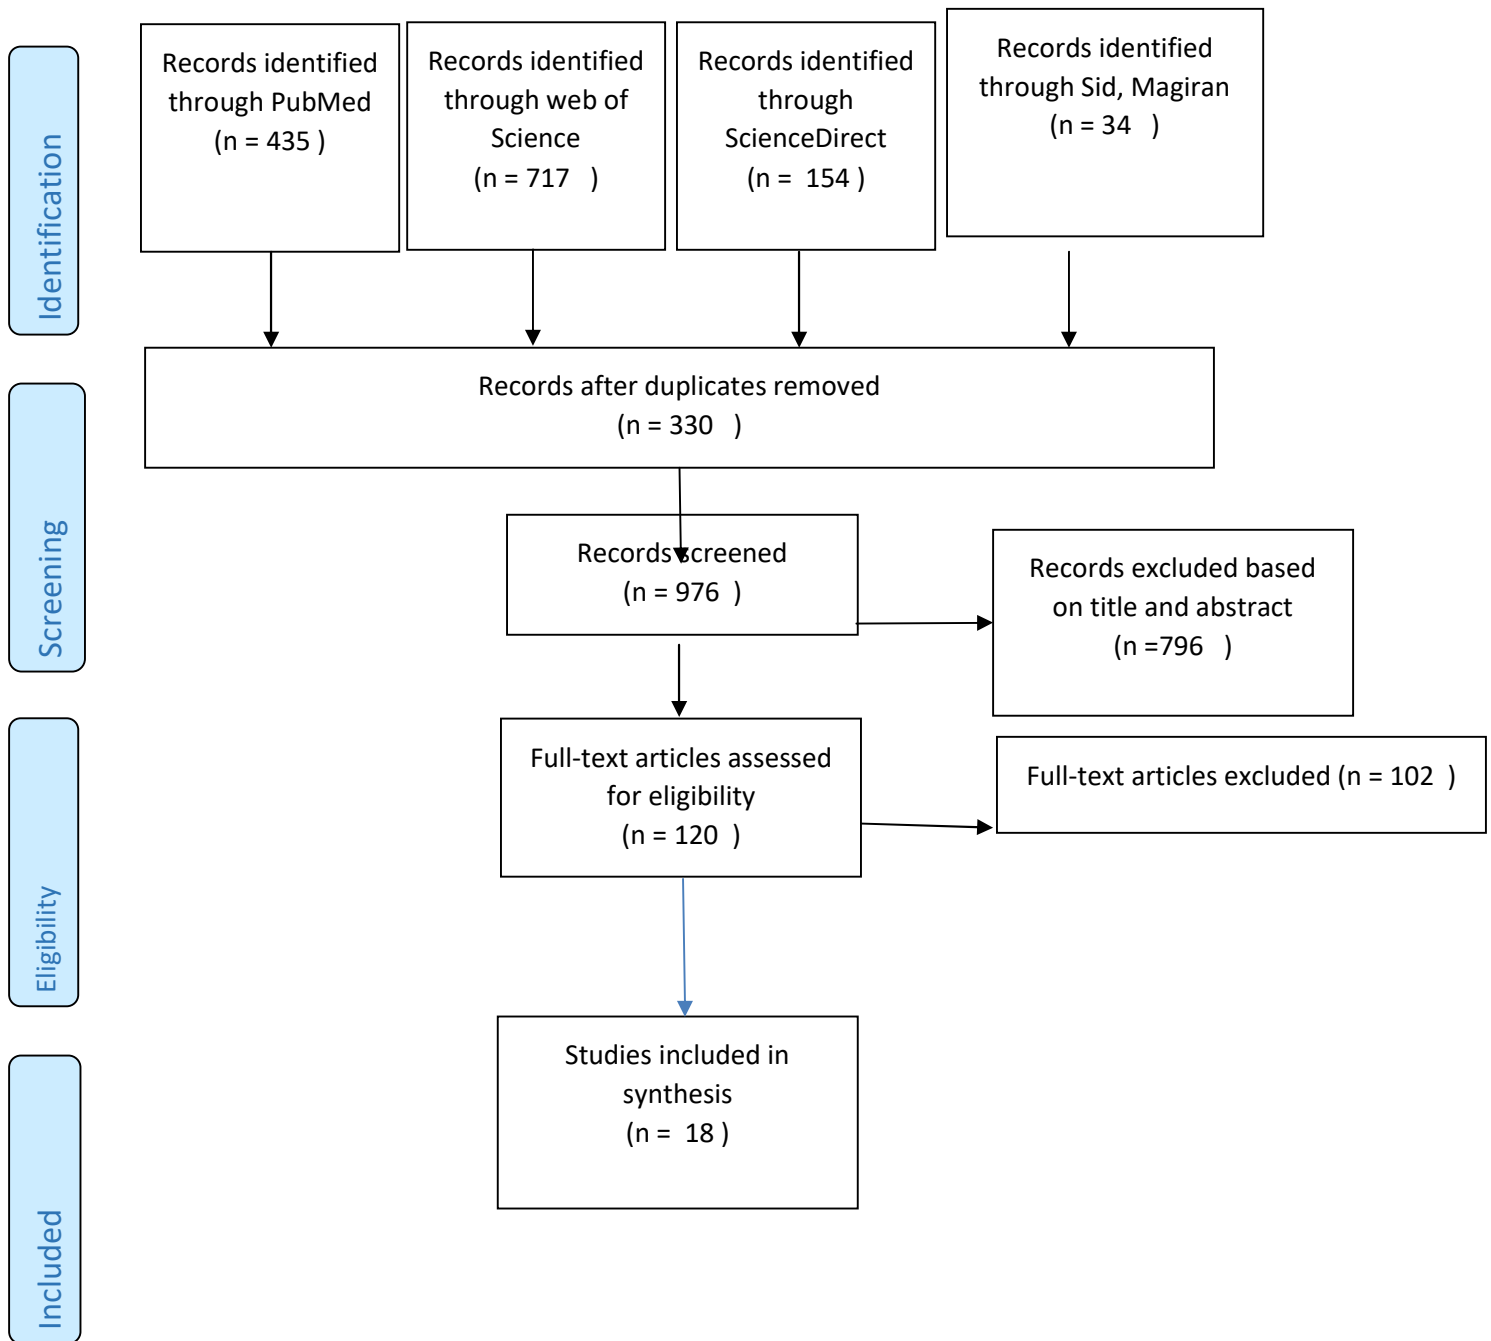 Identification
Records identified
through PubMed
(n = 435 )
Records identified
through web of
Science
(n = 717 )
Records identified
through
ScienceDirect
(n = 154 )
Records identified
through Sid, Magiran
(n = 34 )
Records after duplicates removed
(n = 330 )
Screening
Records screened
(n = 976 )
Records excluded based
on title and abstract
(n =796 )
Eligibility
Full-text articles assessed
for eligibility
(n = 120 )
Full-text articles excluded (n = 102 )
Included
Studies included in
synthesis
(n = 18 )